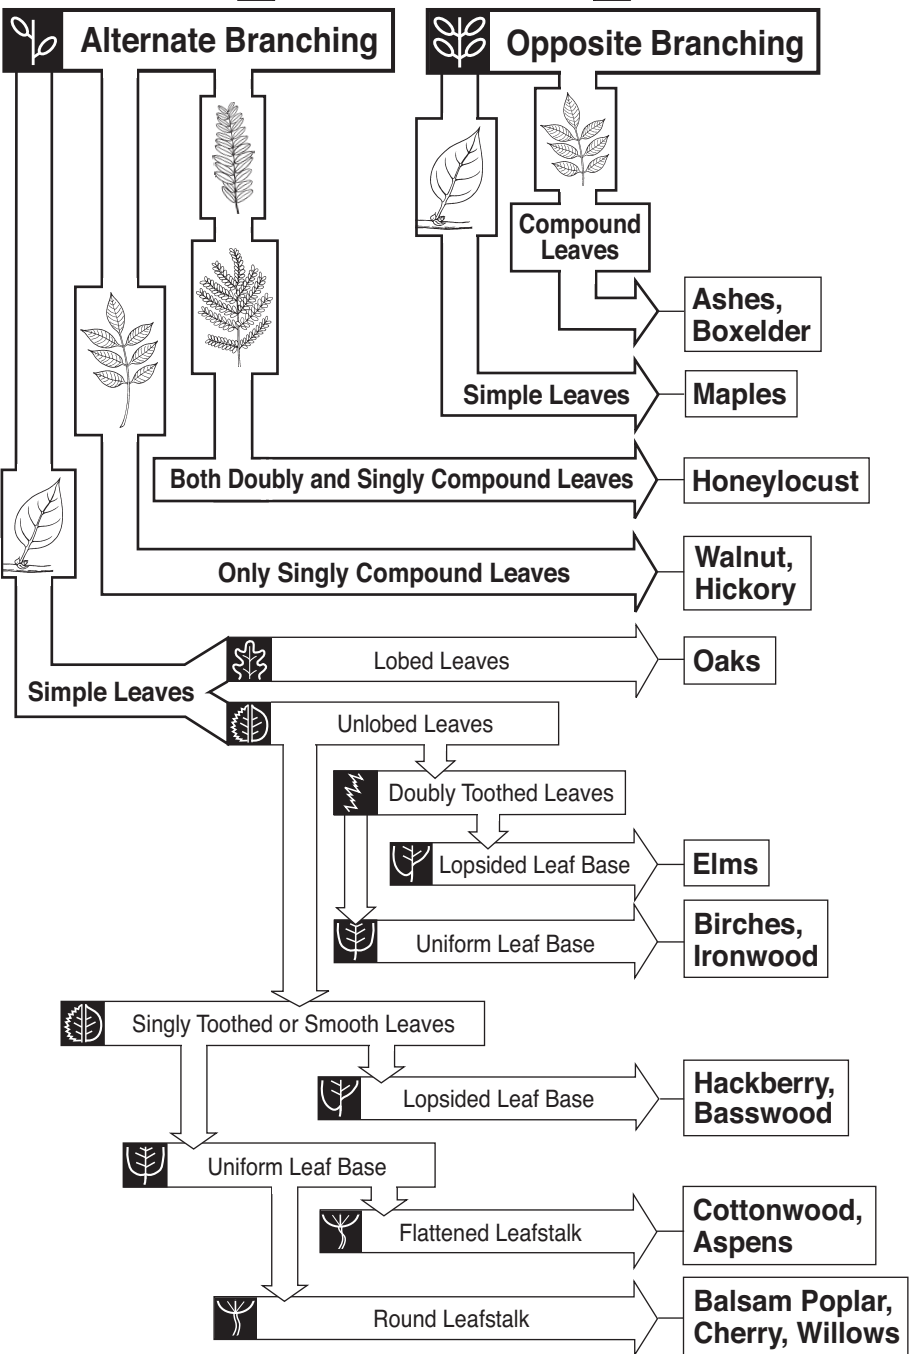 Alternate Branching
Opposite Branching
Compound
Leaves
Ashes,
Boxelder
Simple Leaves
Maples
Both Doubly and Singly Compound Leaves
Honeylocust
Only Singly Compound Leaves
Walnut,
Hickory
Lobed Leaves
Oaks
Simple Leaves
Unlobed Leaves
Doubly Toothed Leaves
Lopsided Leaf Base
Elms
Uniform Leaf Base
Birches,
Ironwood
Singly Toothed or Smooth Leaves
Lopsided Leaf Base
Hackberry,
Basswood
Uniform Leaf Base
Flattened Leafstalk
Cottonwood,
Aspens
Round Leafstalk
Balsam Poplar,
Cherry, Willows